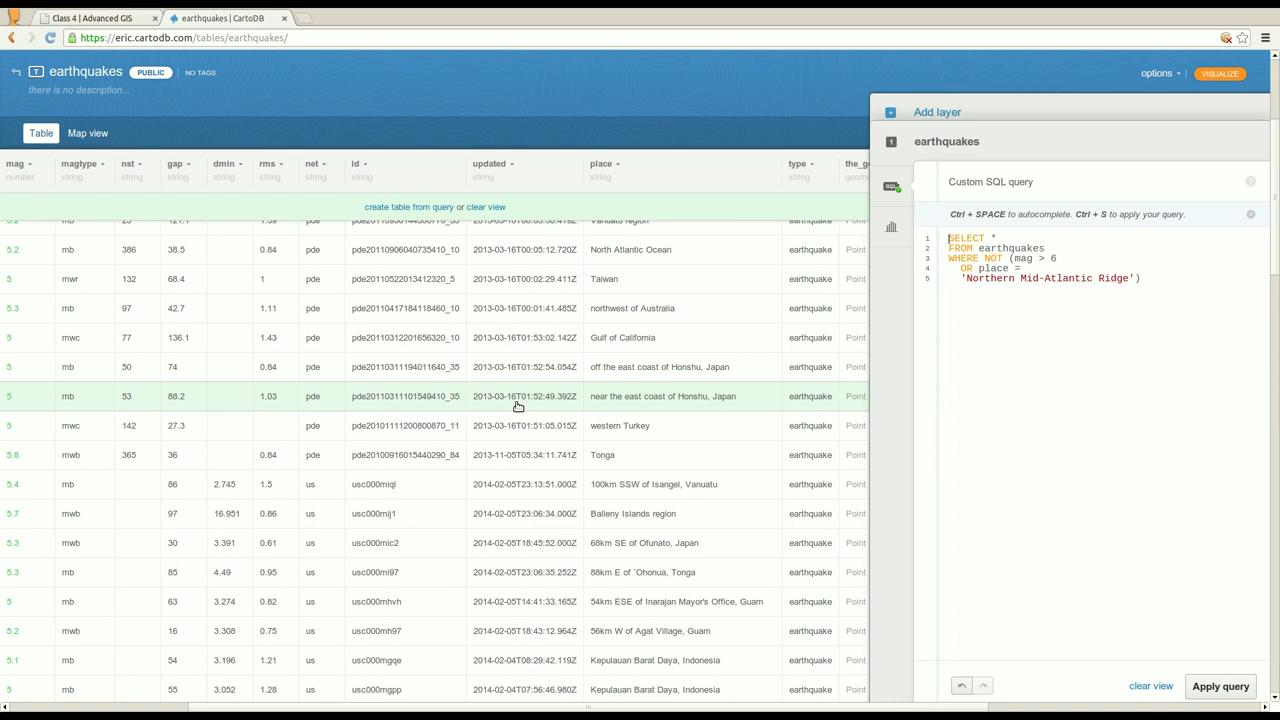 Class 4 | Advanced GIS × earthquakes | CartoDB ×
https://eric.cartodb.com/tables/earthquakes/
T earthquakes PUBLIC NO TAGS options VISUALIZE
there is no description...
Add layer
Table Map view
1 earthquakes
mag magtype nst gap dmin rms net id updated place type the_g
number string string string string string string string string string string geom
SQL Custom SQL query ?
create table from query or clear view
Ctrl + SPACE to autocomplete. Ctrl + S to apply your query.
5.2 mb 386 38.5 0.84 pde pde20110906040735410_10 2013-03-16T00:05:12.720Z North Atlantic Ocean earthquake Point
5 mwr 132 68.4 1 pde pde20110522013412320_5 2013-03-16T00:02:29.411Z Taiwan earthquake Point
5.3 mb 97 42.7 1.11 pde pde20110417184118460_10 2013-03-16T00:01:41.485Z northwest of Australia earthquake Point
5 mwc 77 136.1 1.43 pde pde20110312201656320_10 2013-03-16T01:53:02.142Z Gulf of California earthquake Point
5 mb 50 74 0.84 pde pde20110311194011640_35 2013-03-16T01:52:54.054Z off the east coast of Honshu, Japan earthquake Point
5 mb 53 88.2 1.03 pde pde20110311101549410_35 2013-03-16T01:52:49.392Z near the east coast of Honshu, Japan earthquake Point
5 mwc 142 27.3 pde pde20101111200800870_11 2013-03-16T01:51:05.015Z western Turkey earthquake Point
5.8 mwb 365 36 0.84 pde pde20100916015440290_84 2013-11-05T05:34:11.741Z Tonga earthquake Point
5.4 mb 86 2.745 1.5 us usc000miql 2014-02-05T23:13:51.000Z 100km SSW of Isangel, Vanuatu earthquake Point
5.7 mwb 97 16.951 0.86 us usc000mij1 2014-02-05T23:06:34.000Z Balleny Islands region earthquake Point
5.3 mwb 30 3.391 0.61 us usc000mic2 2014-02-05T18:45:52.000Z 68km SE of Ofunato, Japan earthquake Point
5.3 mb 85 4.49 0.95 us usc000mi97 2014-02-05T23:06:35.252Z 88km E of `Ohonua, Tonga earthquake Point
5 mb 63 3.274 0.82 us usc000mhvh 2014-02-05T14:41:33.165Z 54km ESE of Inarajan Mayor's Office, Guam earthquake Point
5.2 mwb 16 3.308 0.75 us usc000mh97 2014-02-05T18:43:12.964Z 56km W of Agat Village, Guam earthquake Point
5.1 mb 54 3.196 1.21 us usc000mgqe 2014-02-04T08:29:42.119Z Kepulauan Barat Daya, Indonesia earthquake Point
5 mb 55 3.052 1.28 us usc000mgpp 2014-02-04T07:56:46.980Z Kepulauan Barat Daya, Indonesia earthquake Point
1 SELECT *
2 FROM earthquakes
3 WHERE NOT (mag > 6
4 OR place =
5 'Northern Mid-Atlantic Ridge')
clear view Apply query